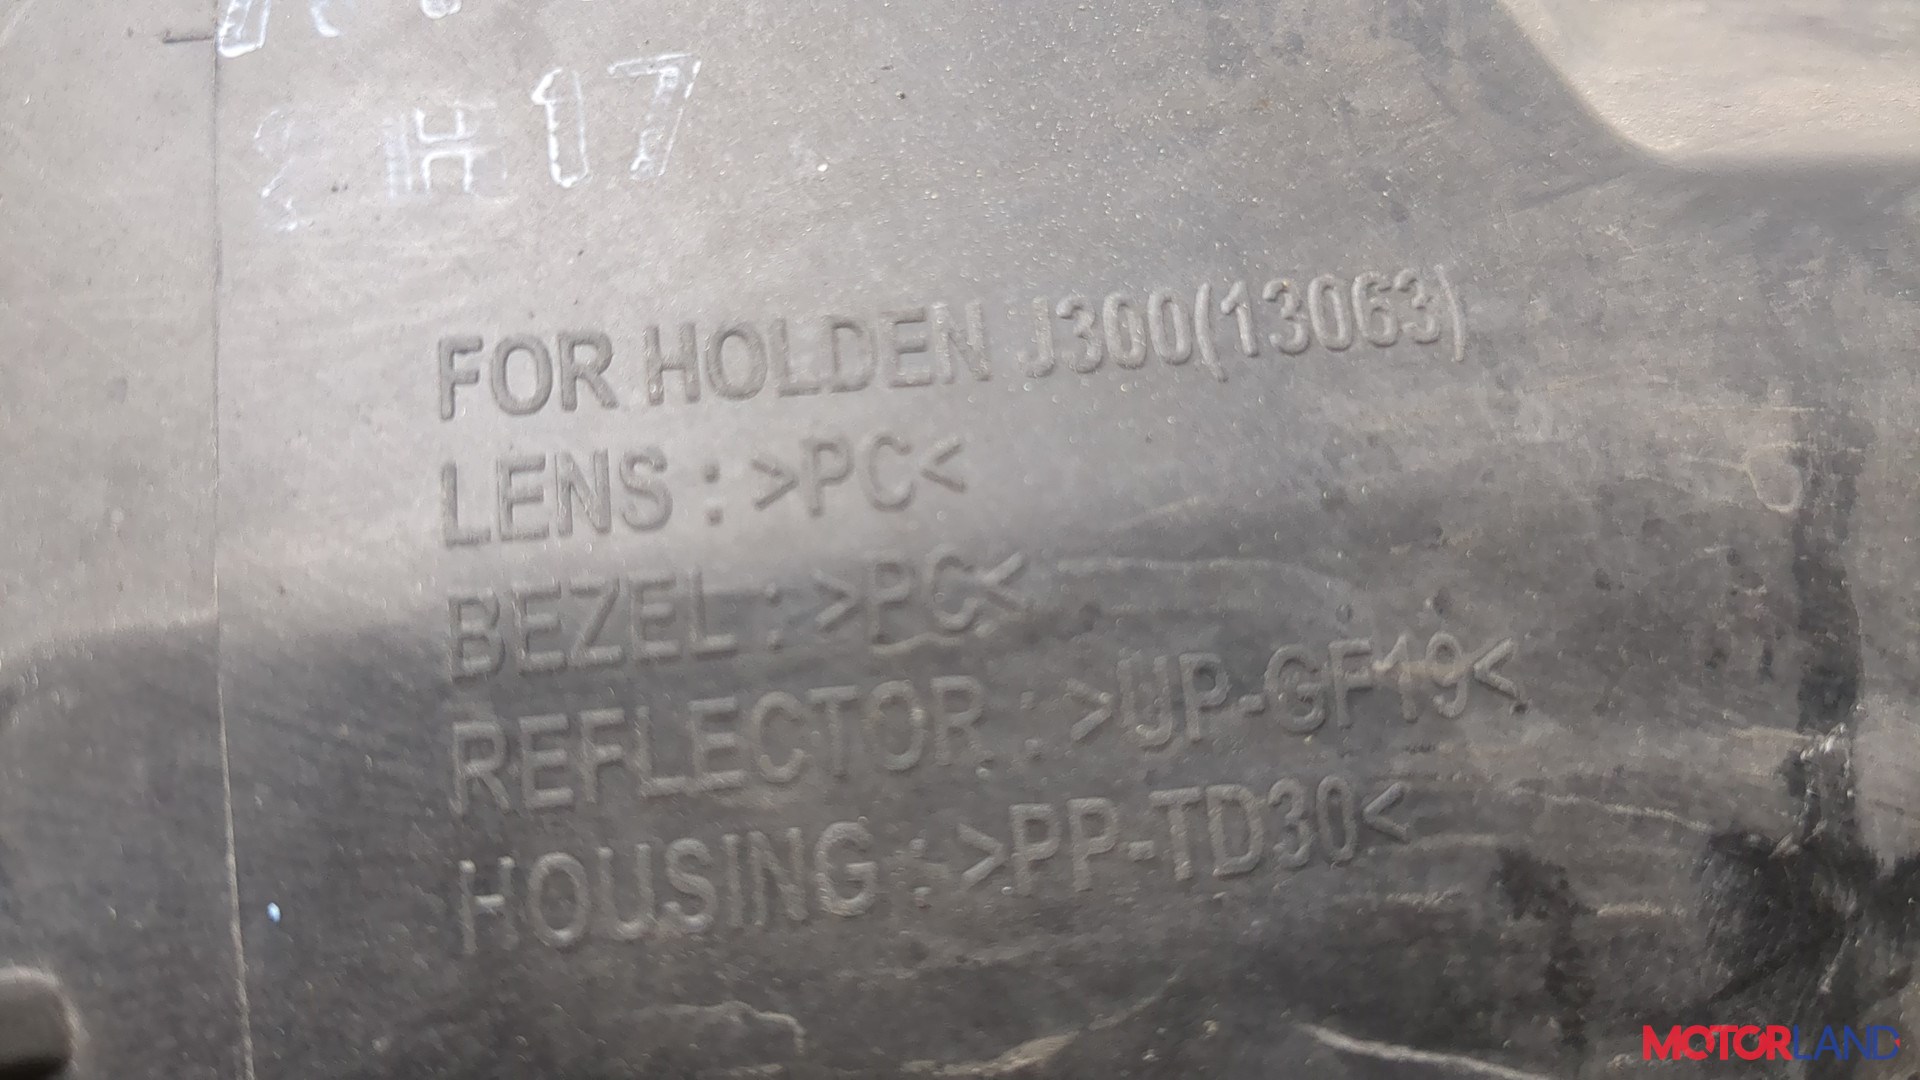 H 17
FOR HOLDEN J300(13063)
LENS : >PC<
BEZEL : >PC<
REFLECTOR : >UP-GF19<
HOUSING : >PP-TD30<
MOTORLAND